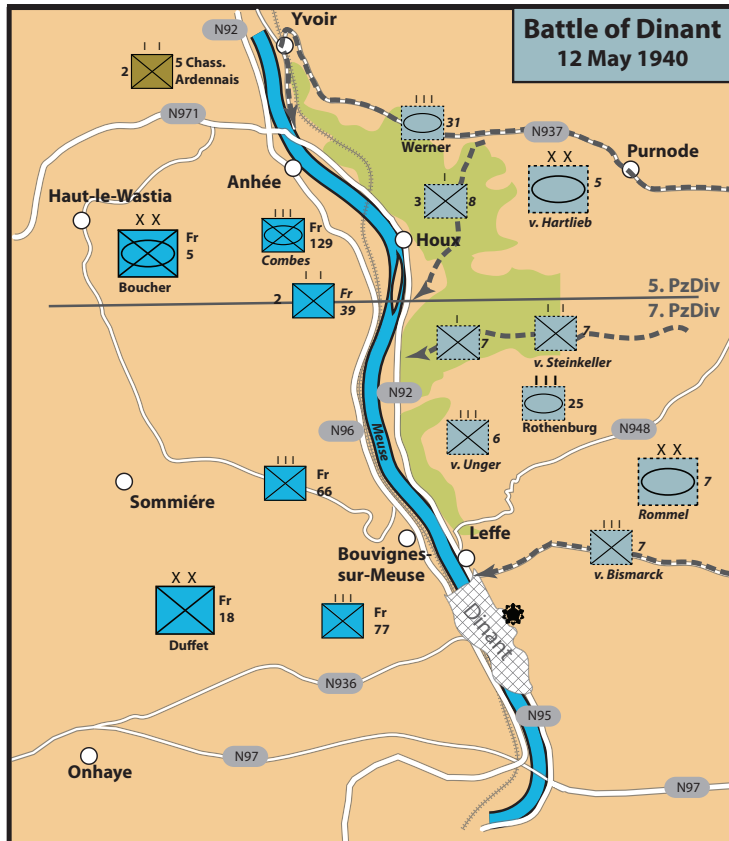 Battle of Dinant
12 May 1940
N92
Yvoir
I I
2
5 Chass.
Ardennais
I I I
31
Werner
N971
N937
Purnode
Anhée
X X
5
v. Hartlieb
I
3
8
Haut-le-Wastia
X X
Fr
5
Boucher
I I I
Fr
129
Combes
Houx
I I
2
Fr
39
5. PzDiv
7. PzDiv
I
7
I I
7
v. Steinkeller
I I I
25
Rothenburg
N92
N96
Meuse
I I I
6
v. Unger
N948
X X
7
Rommel
I I I
Fr
66
Sommiére
Bouvignes-
sur-Meuse
Leffe
I I I
7
v. Bismarck
X X
Fr
18
Duffet
I I I
Fr
77
Dinant
N936
N95
N97
Onhaye
N97